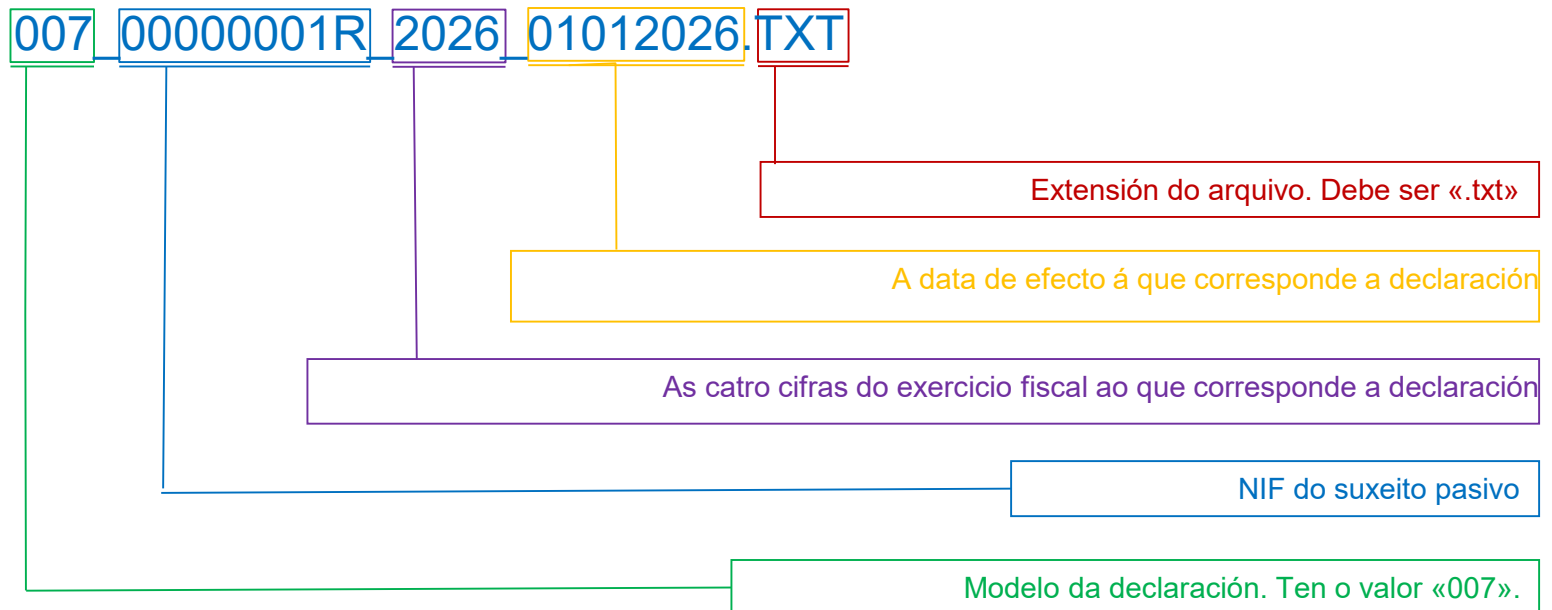 007_00000001R_2026_01012026.TXT
Extensión do arquivo. Debe ser «.txt»
A data de efecto á que corresponde a declaración
As catro cifras do exercicio fiscal ao que corresponde a declaración
NIF do suxeito pasivo
Modelo da declaración. Ten o valor «007».